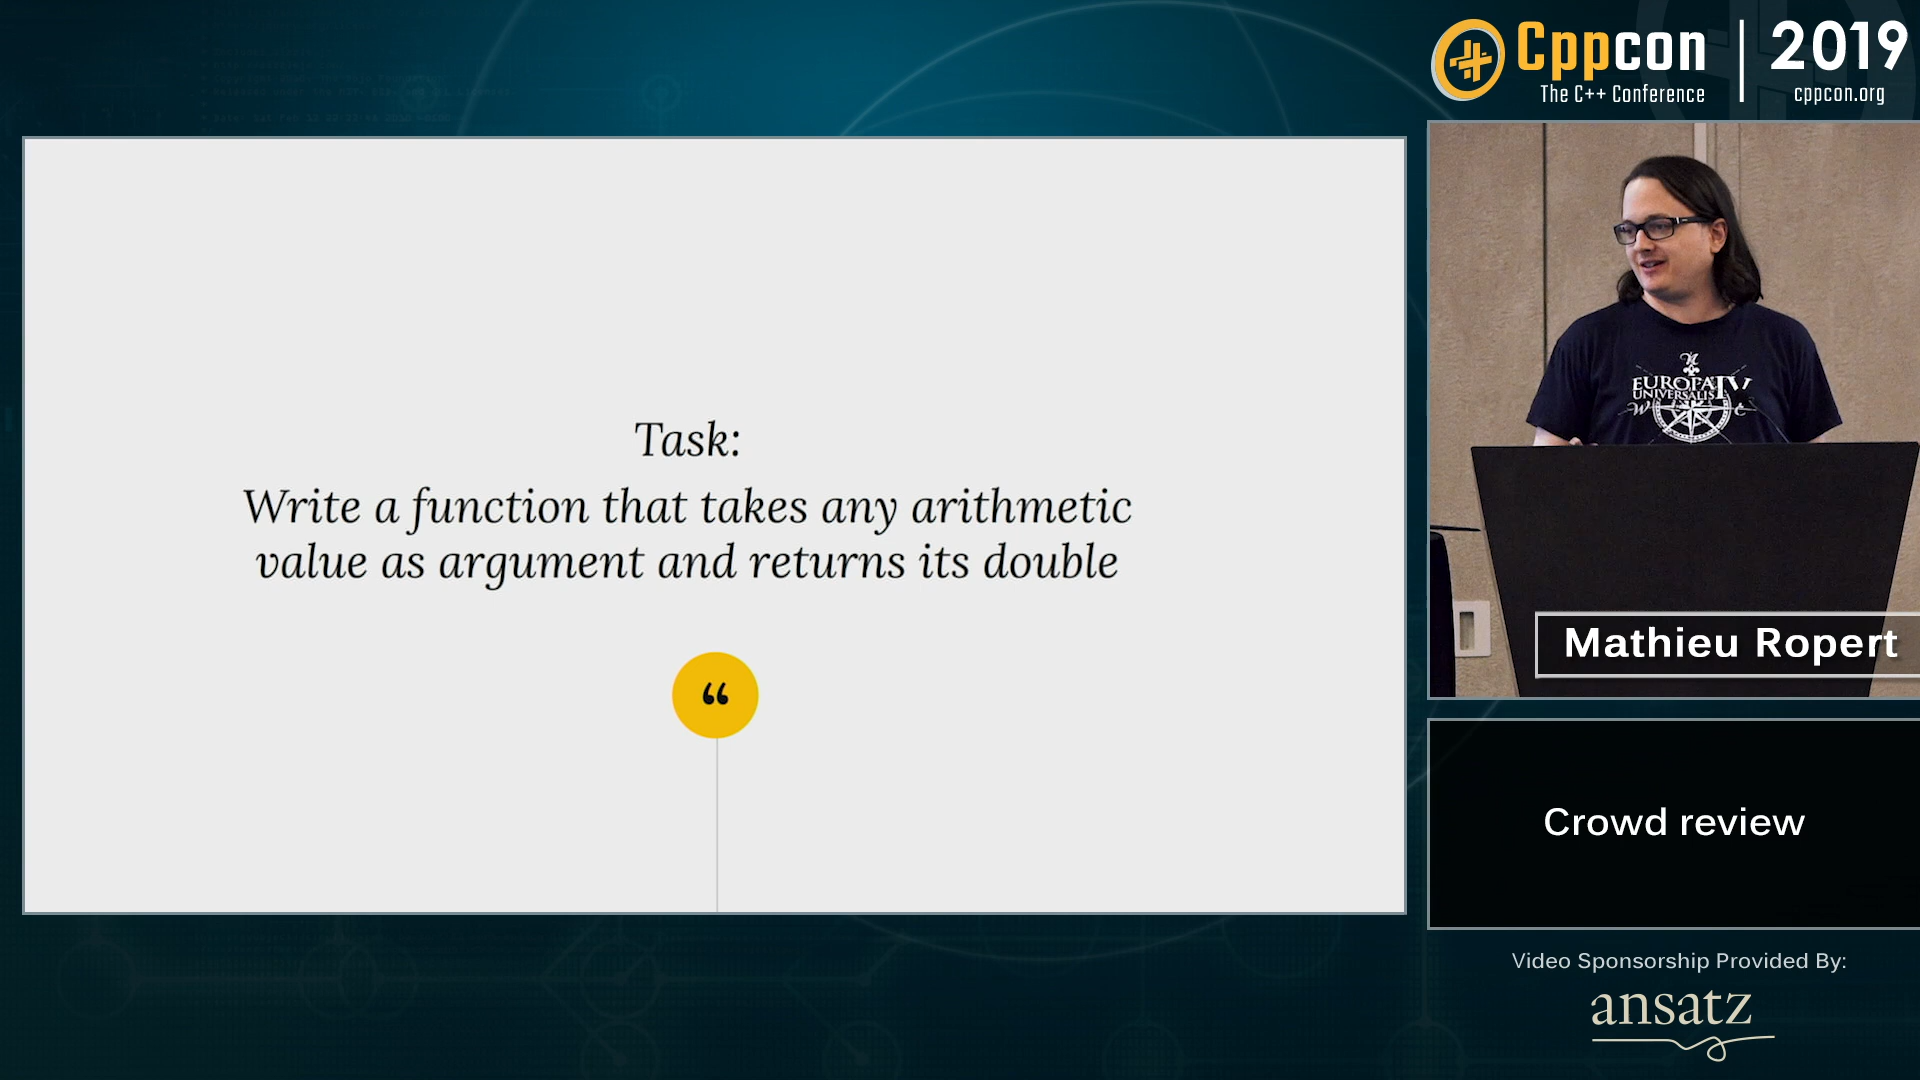 Cppcon
The C++ Conference
2019
cppcon.org
Task:
Write a function that takes any arithmetic
value as argument and returns its double
“
EUROPA IV
UNIVERSALIS
N
W
E
Mathieu Ropert
Crowd review
Video Sponsorship Provided By:
ansatz